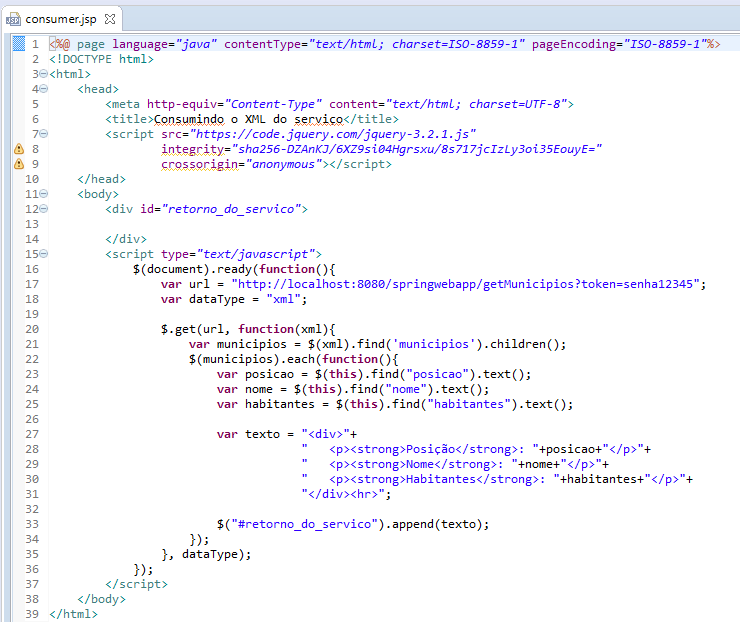 consumer.jsp
1 <%@ page language="java" contentType="text/html; charset=ISO-8859-1" pageEncoding="ISO-8859-1"%>
2 <!DOCTYPE html>
3 <html>
4     <head>
5         <meta http-equiv="Content-Type" content="text/html; charset=UTF-8">
6         <title>Consumindo o XML do serviço</title>
7         <script src="https://code.jquery.com/jquery-3.2.1.js"
8                 integrity="sha256-DZAnKJ/6XZ9si04Hgrsxu/8s717jcIzLy3oi35EouyE="
9                 crossorigin="anonymous"></script>
10     </head>
11     <body>
12         <div id="retorno_do_servico">
13
14         </div>
15         <script type="text/javascript">
16             $(document).ready(function(){
17                 var url = "http://localhost:8080/springwebapp/getMunicipios?token=senha12345";
18                 var dataType = "xml";
19
20                 $.get(url, function(xml){
21                     var municipios = $(xml).find('municipios').children();
22                     $(municipios).each(function(){
23                         var posicao = $(this).find("posicao").text();
24                         var nome = $(this).find("nome").text();
25                         var habitantes = $(this).find("habitantes").text();
26
27                         var texto = "<div>"+
28                                     "   <p><strong>Posição</strong>: "+posicao+"</p>"+
29                                     "   <p><strong>Nome</strong>: "+nome+"</p>"+
30                                     "   <p><strong>Habitantes</strong>: "+habitantes+"</p>"+
31                                     "</div><hr>";
32
33                         $("#retorno_do_servico").append(texto);
34                     });
35                 }, dataType);
36             });
37         </script>
38     </body>
39 </html>